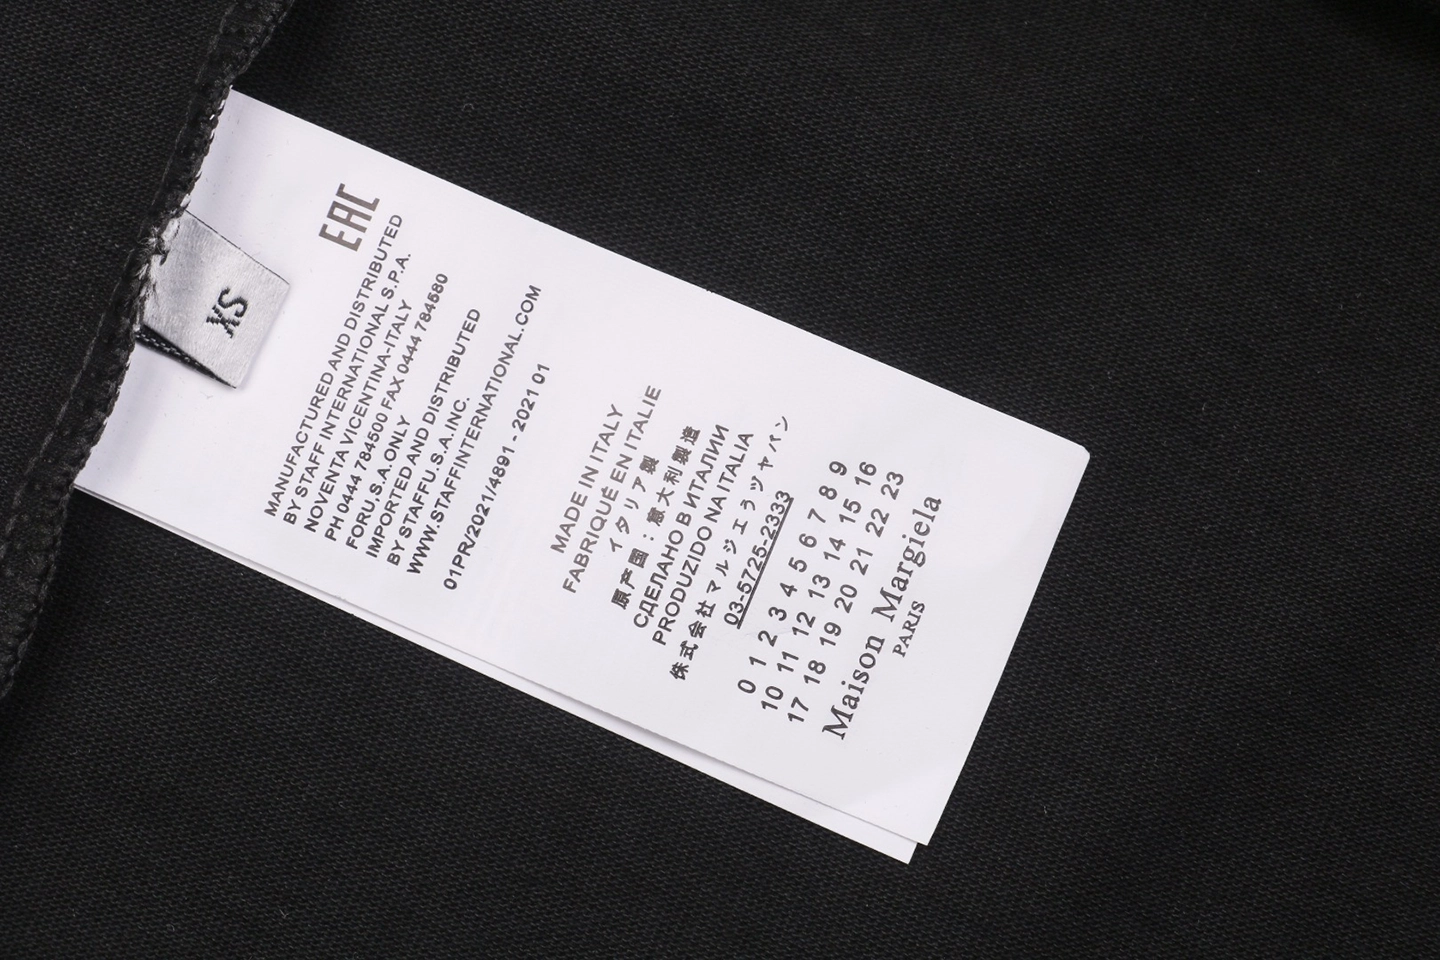 XS
EAC
MANUFACTURED AND DISTRIBUTED
BY STAFF INTERNATIONAL S.P.A.
NOVENTA VICENTINA-ITALY
PH 0444 784500 FAX 0444 784580
FORU.S.A.ONLY
IMPORTED AND DISTRIBUTED
BY STAFFU.S.A.INC.
WWW.STAFFINTERNATIONAL.COM
01PR/2021/4891 - 2021 01
MADE IN ITALY
FABRIQUÉ EN ITALIE
イタリア製
原产国：意大利製造
СДЕЛАНО В ИТАЛИИ
PRODUZIDO NA ITALIA
株式会社マルジエうヅャパン
03-5725-2333
0 1 2 3 4 5 6 7 8 9
10 11 12 13 14 15 16
17 18 19 20 21 22 23
Maison Margiela
PARIS